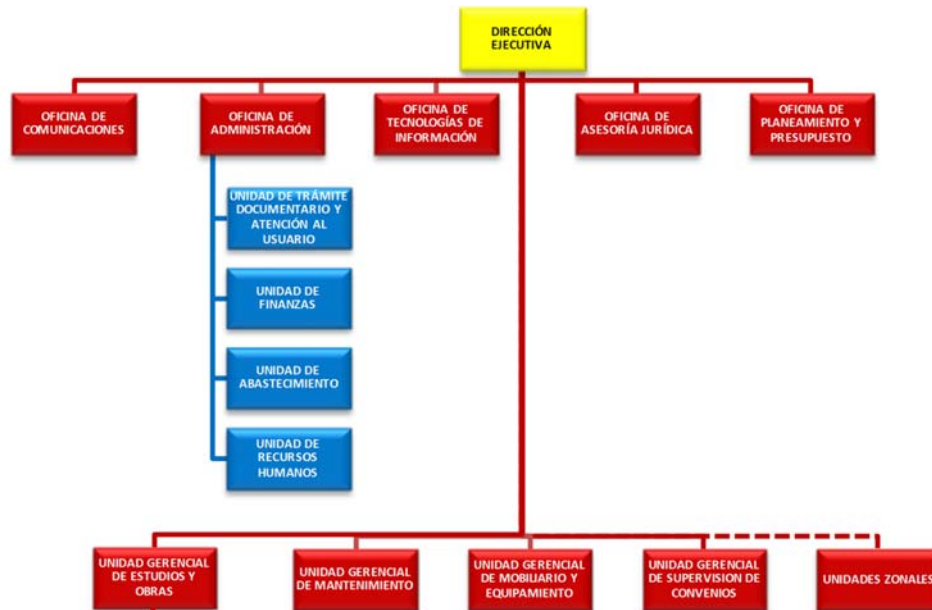 DIRECCIÓN
EJECUTIVA
OFICINA DE
COMUNICACIONES
OFICINA DE
ADMINISTRACIÓN
OFICINA DE
TECNOLOGÍAS DE
INFORMACIÓN
OFICINA DE
ASESORÍA JURÍDICA
OFICINA DE
PLANEAMIENTO Y
PRESUPUESTO
UNIDAD DE TRÁMITE
DOCUMENTARIO Y
ATENCIÓN AL
USUARIO
UNIDAD DE
FINANZAS
UNIDAD DE
ABASTECIMIENTO
UNIDAD DE
RECURSOS
HUMANOS
UNIDAD GERENCIAL
DE ESTUDIOS Y
OBRAS
UNIDAD GERENCIAL
DE MANTENIMIENTO
UNIDAD GERENCIAL
DE MOBILIARIO Y
EQUIPAMIENTO
UNIDAD GERENCIAL
DE SUPERVISION DE
CONVENIOS
UNIDADES ZONALES